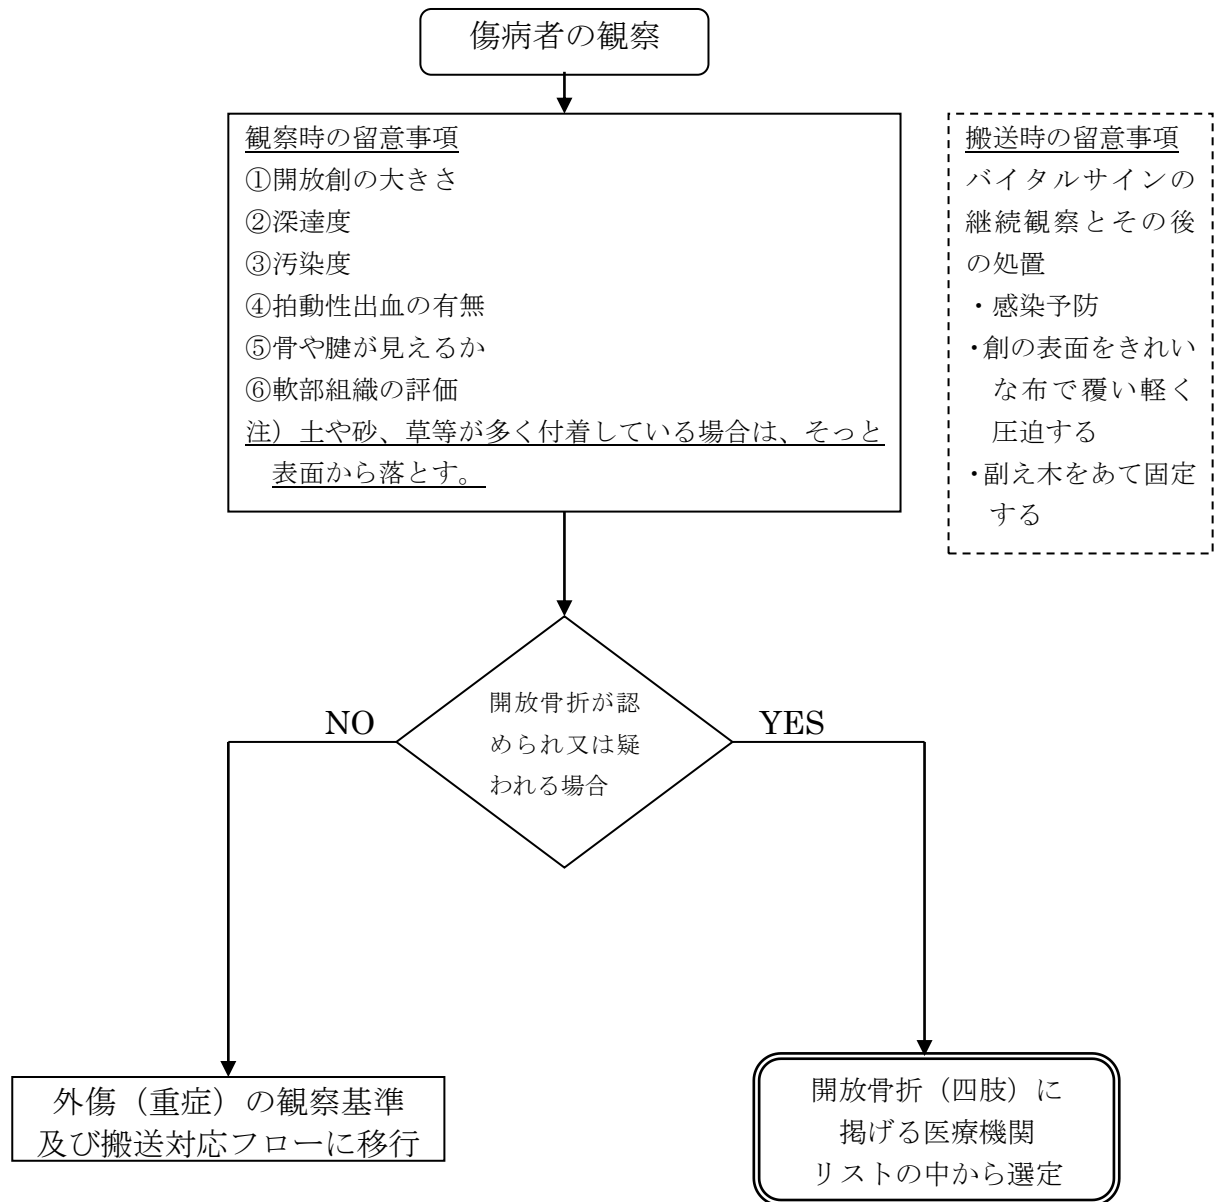 傷病者の観察
観察時の留意事項
①開放創の大きさ
②深達度
③汚染度
④拍動性出血の有無
⑤骨や腱が見えるか
⑥軟部組織の評価
注）土や砂、草等が多く付着している場合は、そっと
表面から落とす。
搬送時の留意事項
バイタルサインの
継続観察とその後
の処置
・感染予防
・創の表面をきれい
な布で覆い軽く
圧迫する
・副え木をあて固定
する
開放骨折が認
められ又は疑
われる場合
NO
YES
外傷（重症）の観察基準
及び搬送対応フローに移行
開放骨折（四肢）に
掲げる医療機関
リストの中から選定